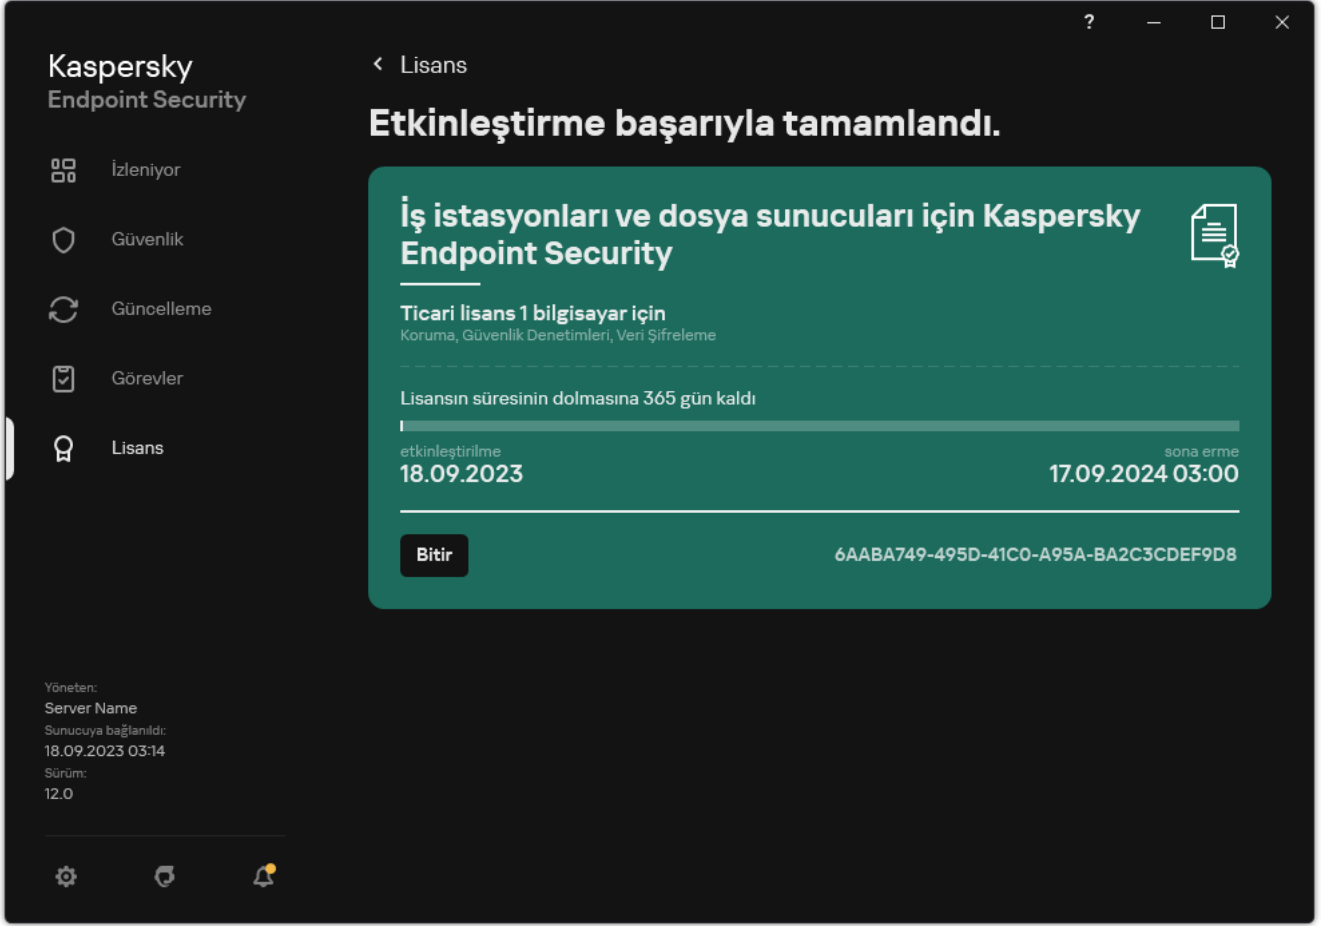 ?
Kaspersky
Endpoint Security
İzleniyor
Güvenlik
Güncelleme
Görevler
Lisans
Yöneten:
Server Name
Sunucuya bağlanıldı:
18.09.2023 03:14
Sürüm:
12.0
Lisans
Etkinleştirme başarıyla tamamlandı.
İş istasyonları ve dosya sunucuları için Kaspersky
Endpoint Security
Ticari lisans 1 bilgisayar için
Koruma, Güvenlik Denetimleri, Veri Şifreleme
Lisansın süresinin dolmasına 365 gün kaldı
etkinleştirilme
18.09.2023
sona erme
17.09.2024 03:00
Bitir
6AABA749-495D-41C0-A95A-BA2C3CDEF9D8